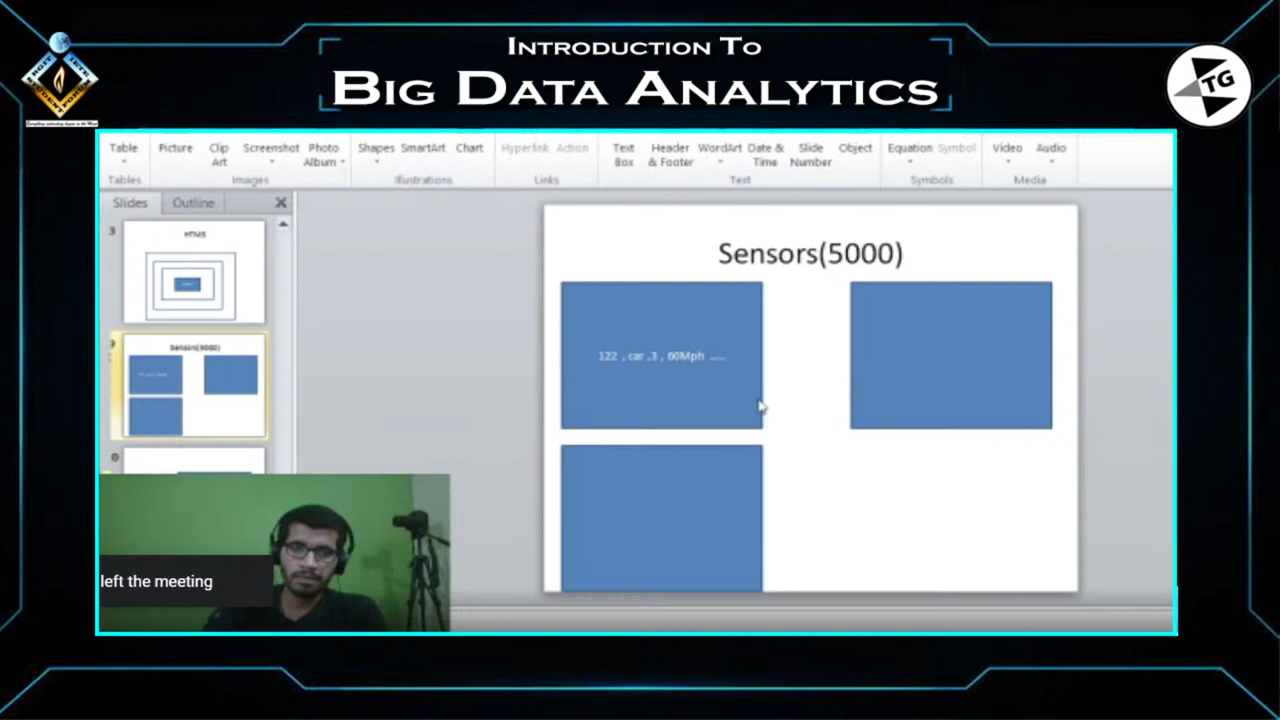 Introduction To
Big Data Analytics
TG
Table
Picture
Clip Art
Screenshot
Photo Album
Shapes
SmartArt
Chart
Hyperlink
Action
Text Box
Header & Footer
WordArt
Date & Time
Slide Number
Object
Equation
Symbol
Video
Audio
Tables
Images
Illustrations
Links
Text
Symbols
Media
Slides
Outline
3
HTMS
Sensors(5000)
Sensors(5000)
122 , car ,3 , 60Mph
left the meeting